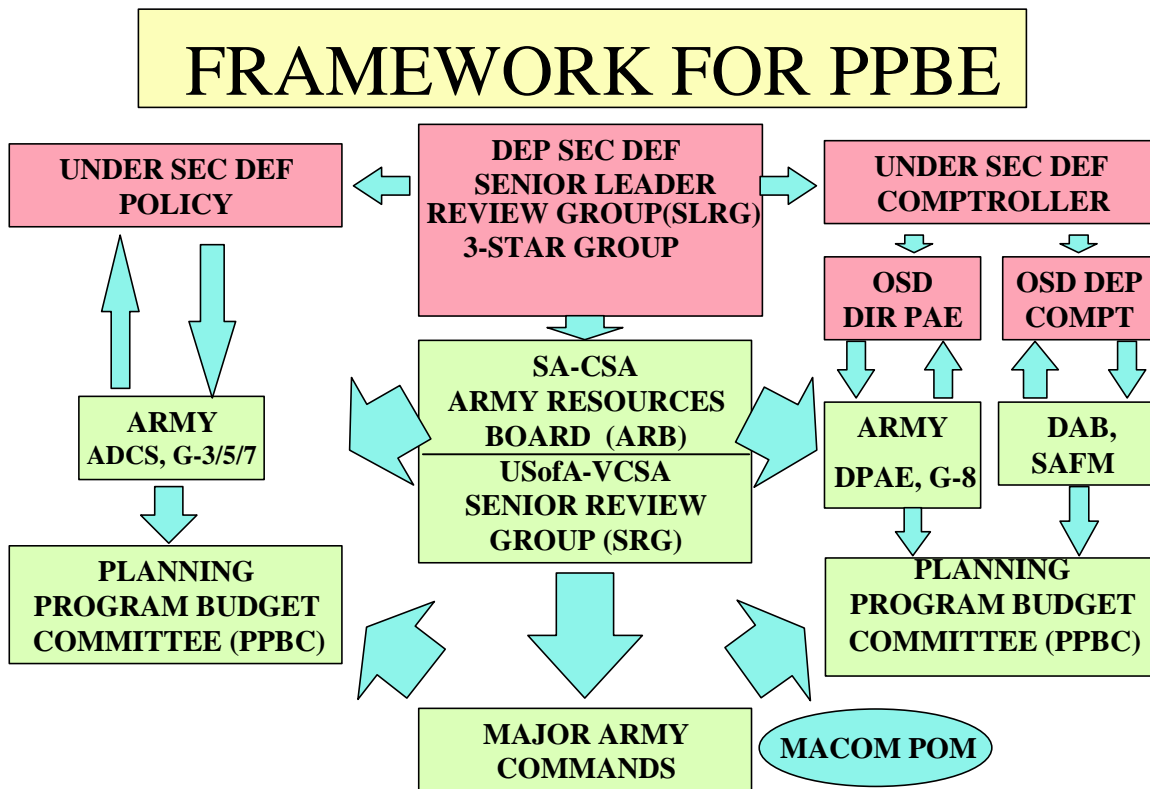 FRAMEWORK FOR PPBE
UNDER SEC DEF
POLICY
DEP SEC DEF
SENIOR LEADER
REVIEW GROUP(SLRG)
3-STAR GROUP
UNDER SEC DEF
COMPTROLLER
OSD
DIR PAE
OSD DEP
COMPT
SA-CSA
ARMY RESOURCES
BOARD (ARB)
USofA-VCSA
SENIOR REVIEW
GROUP (SRG)
ARMY
ADCS, G-3/5/7
ARMY
DPAE, G-8
DAB,
SAFM
PLANNING
PROGRAM BUDGET
COMMITTEE (PPBC)
PLANNING
PROGRAM BUDGET
COMMITTEE (PPBC)
MAJOR ARMY
COMMANDS
MACOM POM